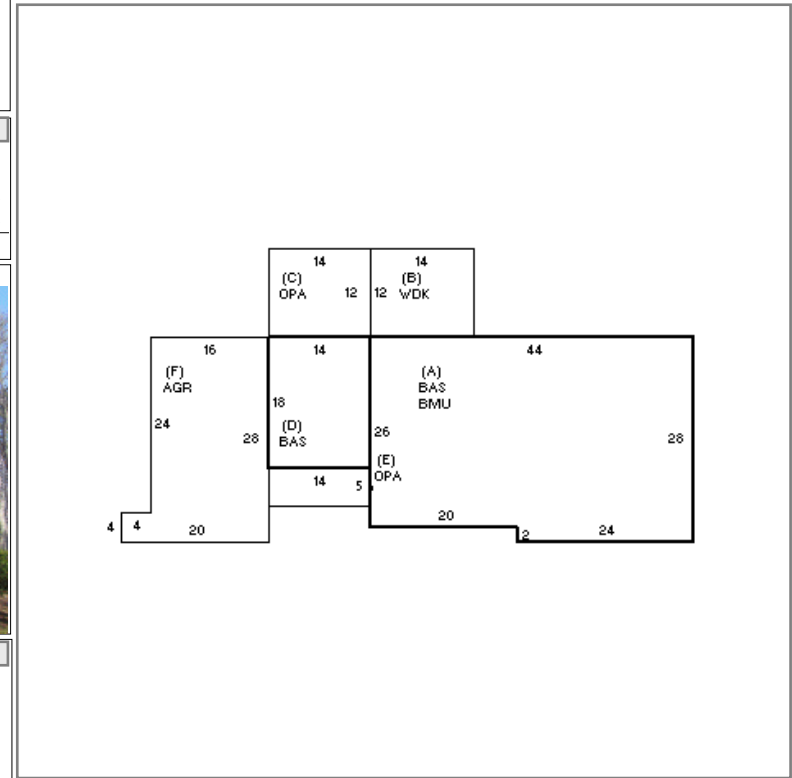 14 14
(C) (B)
OPA 12 12 WDK
16 14 44
(F) (A)
AGR BAS
BMU
18
24 (D) 26
28 BAS 28
(E)
14 5 OPA
20
4 4 20 2 24